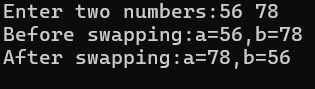 Enter two numbers:56 78
Before swapping:a=56,b=78
After swapping:a=78,b=56